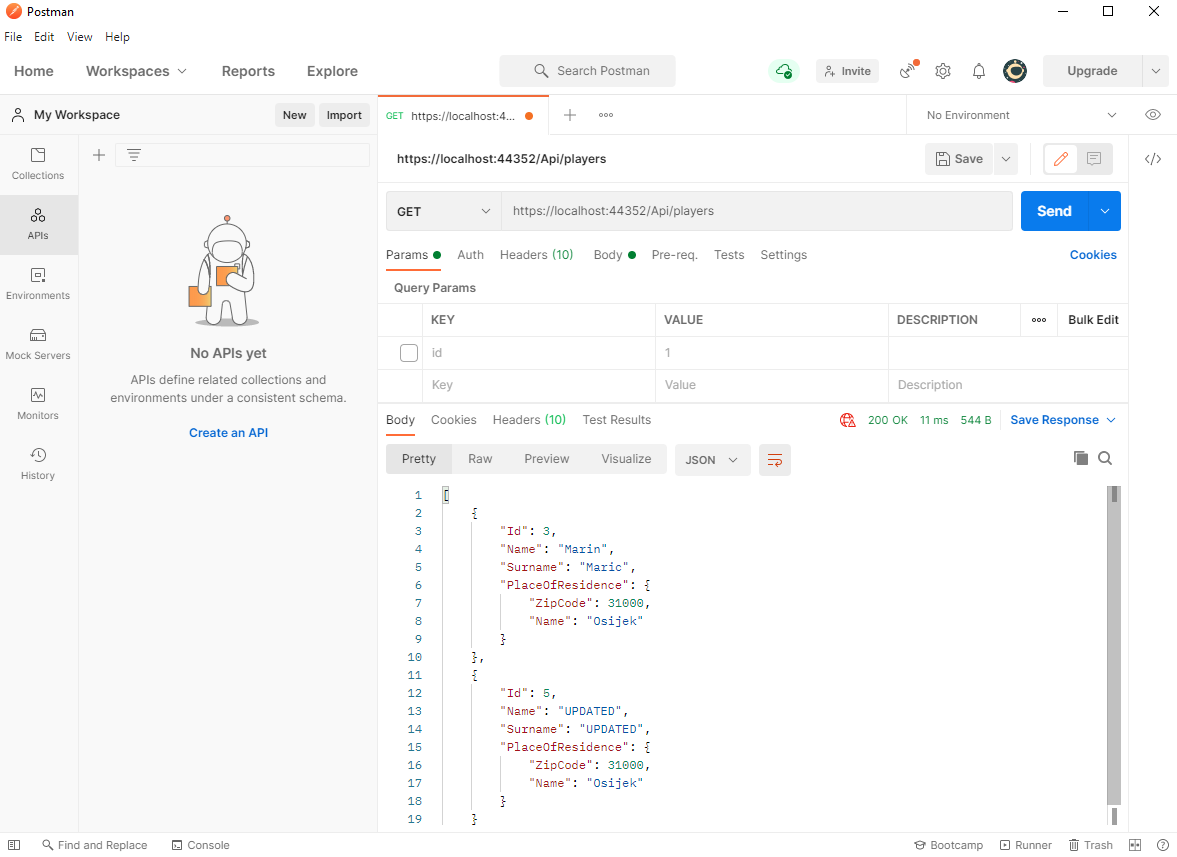 Postman
File Edit View Help
Home Workspaces Reports Explore Search Postman Invite Upgrade
My Workspace New Import
GET https://localhost:4... No Environment
Collections
APIs
Environments
Mock Servers
Monitors
History
No APIs yet
APIs define related collections and
environments under a consistent schema.
Create an API
https://localhost:44352/Api/players Save
GET https://localhost:44352/Api/players Send
Params Auth Headers (10) Body Pre-req. Tests Settings Cookies
Query Params
KEY VALUE DESCRIPTION Bulk Edit
id 1
Key Value Description
Body Cookies Headers (10) Test Results 200 OK 11 ms 544 B Save Response
Pretty Raw Preview Visualize JSON
1 [
2 {
3 "Id": 3,
4 "Name": "Marin",
5 "Surname": "Maric",
6 "PlaceOfResidence": {
7 "ZipCode": 31000,
8 "Name": "Osijek"
9 }
10 },
11 {
12 "Id": 5,
13 "Name": "UPDATED",
14 "Surname": "UPDATED",
15 "PlaceOfResidence": {
16 "ZipCode": 31000,
17 "Name": "Osijek"
18 }
19 }
Find and Replace Console Bootcamp Runner Trash